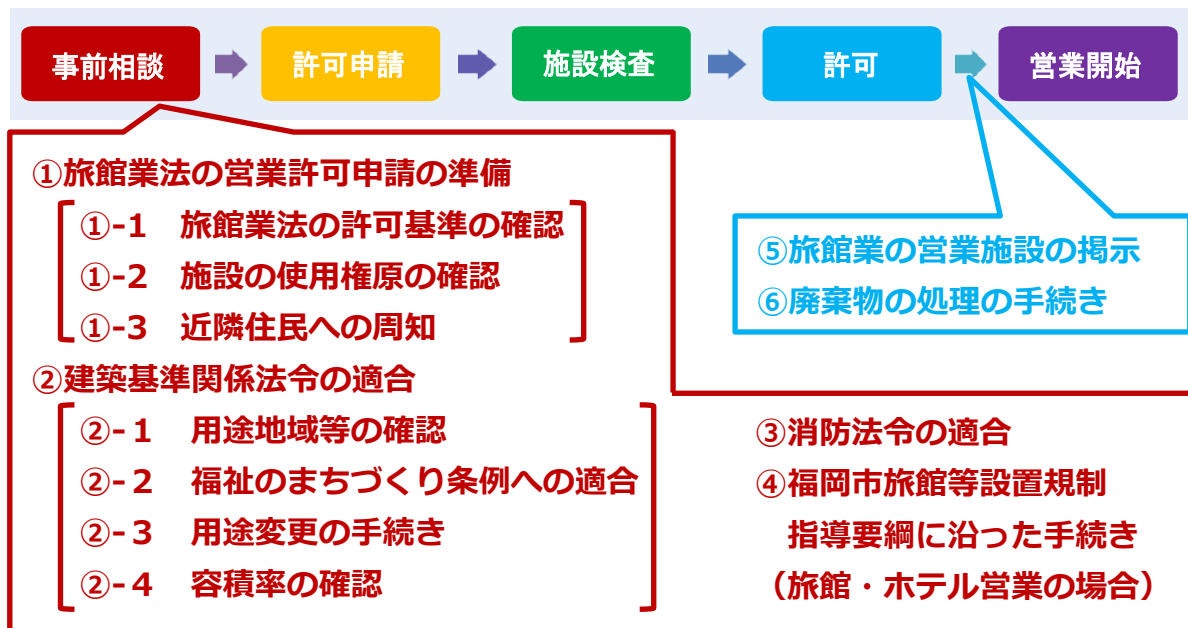 事前相談
許可申請
施設検査
許可
営業開始
①旅館業法の営業許可申請の準備
①-1 旅館業法の許可基準の確認
①-2 施設の使用権原の確認
①-3 近隣住民への周知
②建築基準関係法令の適合
②-１ 用途地域等の確認
②-２ 福祉のまちづくり条例への適合
②-３ 用途変更の手続き
②-４ 容積率の確認
③消防法令の適合
④福岡市旅館等設置規制
指導要綱に沿った手続き
（旅館・ホテル営業の場合）
⑤旅館業の営業施設の掲示
⑥廃棄物の処理の手続き